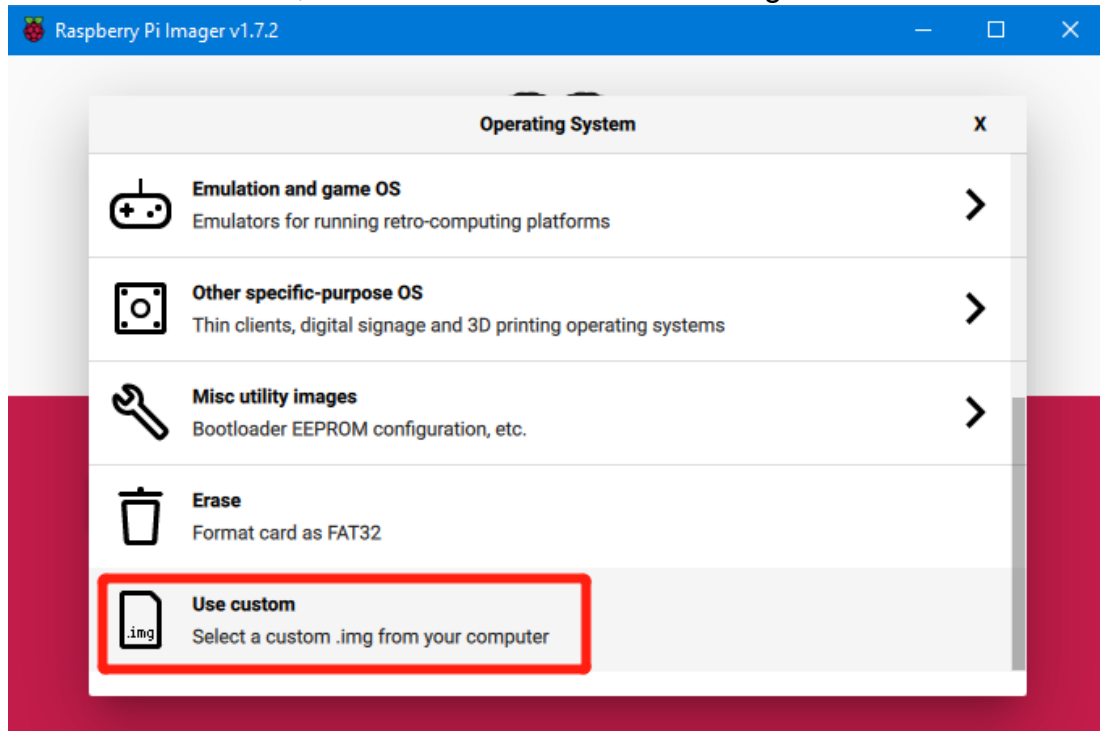 Raspberry Pi Imager v1.7.2
Operating System
X
Emulation and game OS
Emulators for running retro-computing platforms
Other specific-purpose OS
Thin clients, digital signage and 3D printing operating systems
Misc utility images
Bootloader EEPROM configuration, etc.
Erase
Format card as FAT32
Use custom
.img
Select a custom .img from your computer